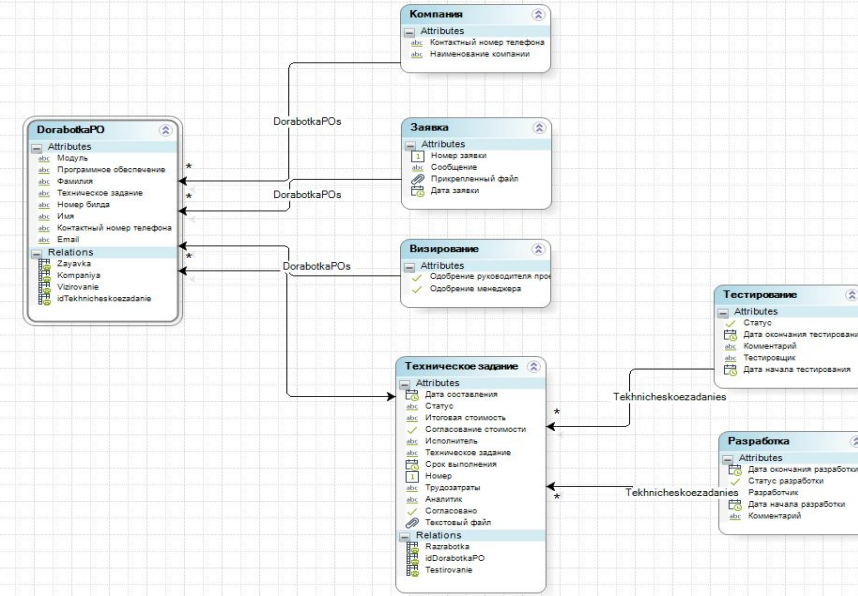 Компания
Attributes
Контактный номер телефона
Наименование компании
DorabotkaPOs
DorabotkaPO
Attributes
Модуль
Программное обеспечение
Фамилия
Техническое задание
Номер билда
Имя
Контактный номер телефона
Email
Relations
Zayavka
Kompaniya
Vizirovanie
idTekhnicheskoezadanie
*
*
*
Заявка
Attributes
Номер заявки
Сообщение
Прикрепленный файл
Дата заявки
DorabotkaPOs
Визирование
Attributes
Одобрение руководителя прое
Одобрение менеджера
DorabotkaPOs
Техническое задание
Attributes
Дата составления
Статус
Итоговая стоимость
Согласование стоимости
Исполнитель
Техническое задание
Срок выполнения
Номер
Трудозатраты
Аналитик
Согласовано
Текстовый файл
Relations
Razrabotka
idDorabotkaPO
Testirovanie
*
*
Тестирование
Attributes
Статус
Дата окончания тестировани
Комментарий
Тестировщик
Дата начала тестирования
Tekhnicheskoezadanies
Разработка
Attributes
Дата окончания разработки
Статус разработки
Разработчик
Дата начала разработки
Комментарий
Tekhnicheskoezadanies